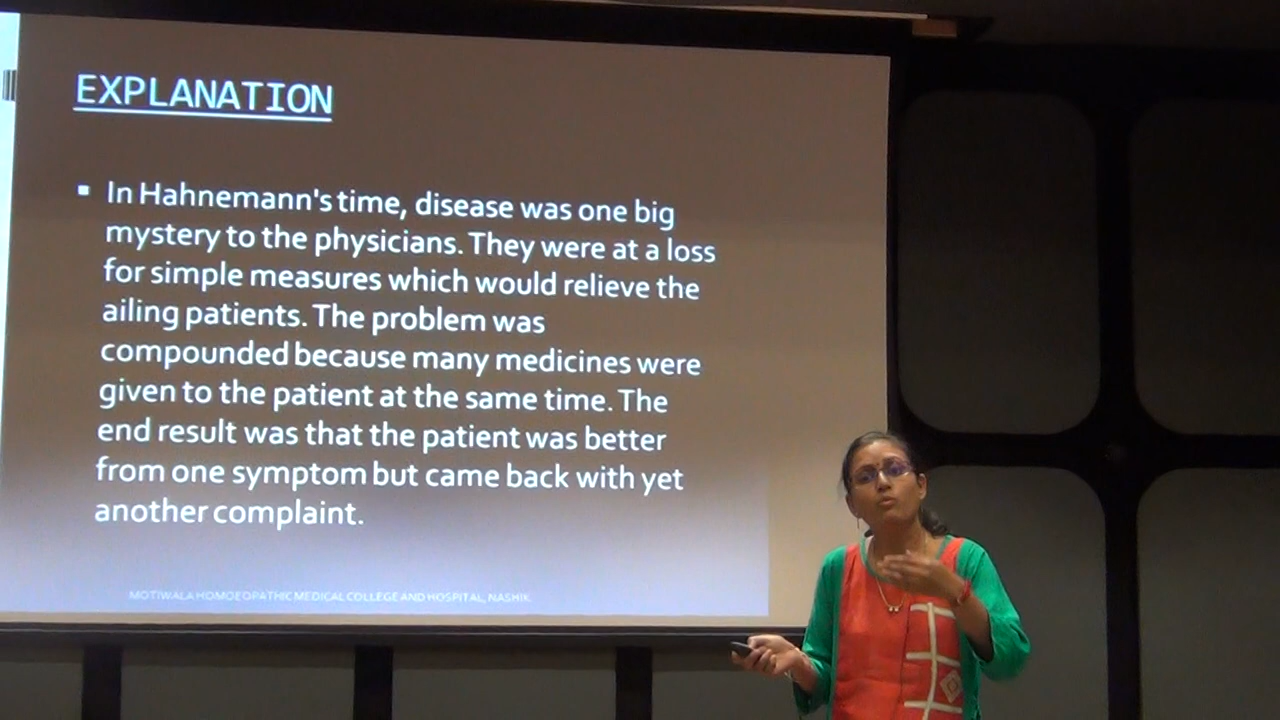 EXPLANATION
▪ In Hahnemann's time, disease was one big
mystery to the physicians. They were at a loss
for simple measures which would relieve the
ailing patients. The problem was
compounded because many medicines were
given to the patient at the same time. The
end result was that the patient was better
from one symptom but came back with yet
another complaint.
MOTIWALA HOMOEOPATHIC MEDICAL COLLEGE AND HOSPITAL, NASHIK.